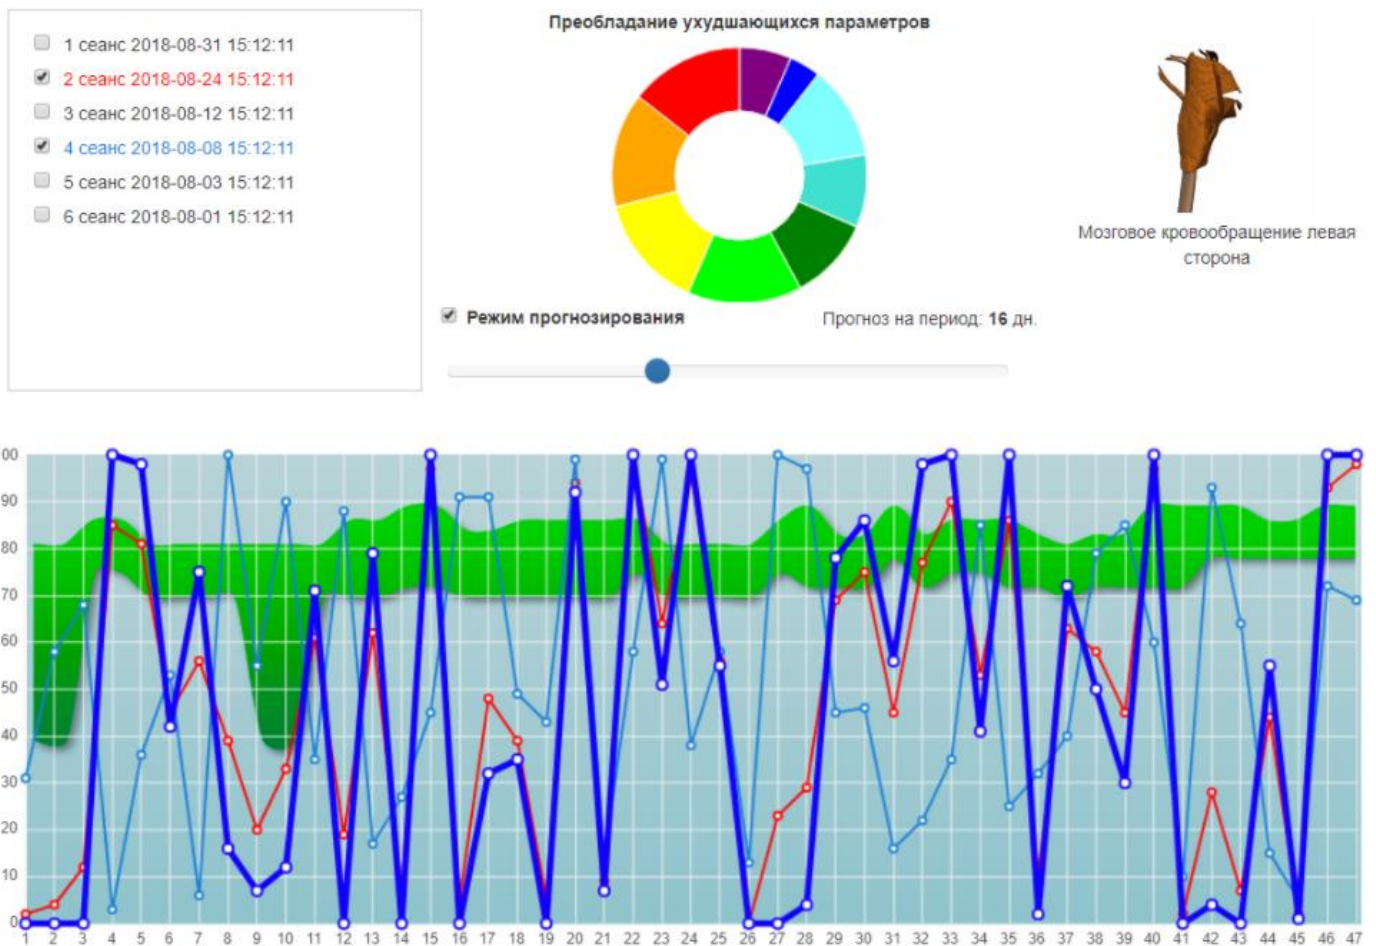 1 сеанс 2018-08-31 15:12:11
2 сеанс 2018-08-24 15:12:11
3 сеанс 2018-08-12 15:12:11
4 сеанс 2018-08-08 15:12:11
5 сеанс 2018-08-03 15:12:11
6 сеанс 2018-08-01 15:12:11
Преобладание ухудшающихся параметров
Режим прогнозирования
Прогноз на период: 16 дн.
Мозговое кровообращение левая
сторона
00
90
80
70
60
50
40
30
20
10
0
1 2 3 4 5 6 7 8 9 10 11 12 13 14 15 16 17 18 19 20 21 22 23 24 25 26 27 28 29 30 31 32 33 34 35 36 37 38 39 40 41 42 43 44 45 46 47